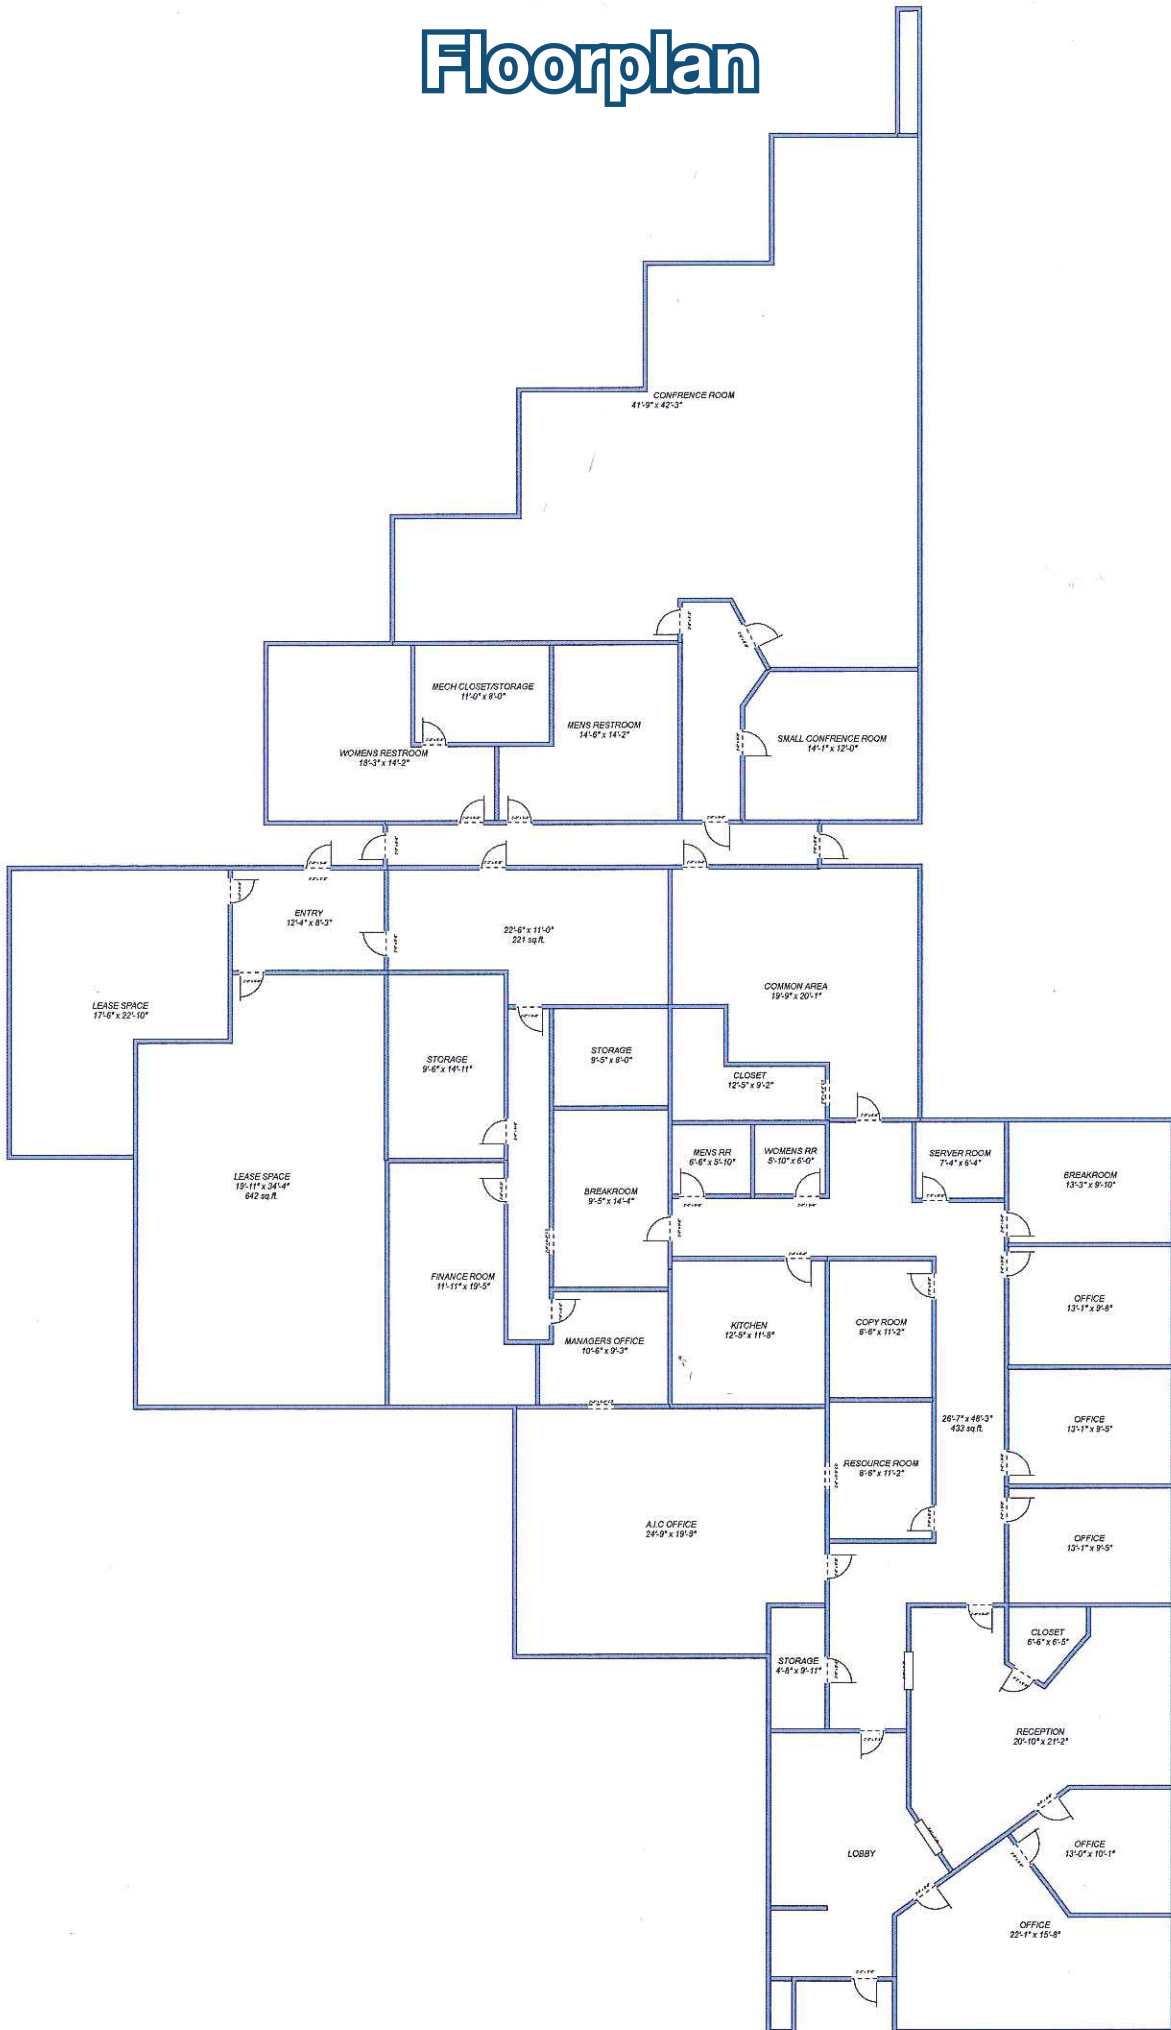 Floorplan
CONFRENCE ROOM
41'-9" x 42'-3"
MECH CLOSET/STORAGE
11'-0" x 8'-0"
MENS RESTROOM
14'-6" x 14'-2"
WOMENS RESTROOM
18'-3" x 14'-2"
SMALL CONFRENCE ROOM
14'-1" x 12'-0"
ENTRY
12'-4" x 8'-3"
22'-6" x 11'-0"
221 sq.ft.
COMMON AREA
19'-9" x 20'-1"
LEASE SPACE
17'-6" x 22'-10"
STORAGE
9'-6" x 14'-11"
STORAGE
9'-5" x 8'-0"
CLOSET
12'-5" x 9'-2"
MENS RR
6'-6" x 5'-10"
WOMENS RR
5'-10" x 6'-0"
SERVER ROOM
7'-4" x 6'-4"
BREAKROOM
13'-3" x 9'-10"
LEASE SPACE
19'-11" x 34'-4"
642 sq.ft.
BREAKROOM
9'-5" x 14'-4"
FINANCE ROOM
11'-11" x 19'-5"
OFFICE
13'-1" x 9'-8"
MANAGERS OFFICE
10'-6" x 9'-3"
KITCHEN
12'-5" x 11'-8"
COPY ROOM
8'-6" x 11'-2"
26'-7" x 48'-3"
433 sq.ft.
OFFICE
13'-1" x 9'-5"
RESOURCE ROOM
8'-6" x 11'-2"
A.I.C OFFICE
24'-9" x 19'-9"
OFFICE
13'-1" x 9'-5"
CLOSET
6'-6" x 6'-5"
STORAGE
4'-8" x 9'-11"
RECEPTION
20'-10" x 21'-2"
LOBBY
OFFICE
13'-0" x 10'-1"
OFFICE
22'-1" x 15'-8"